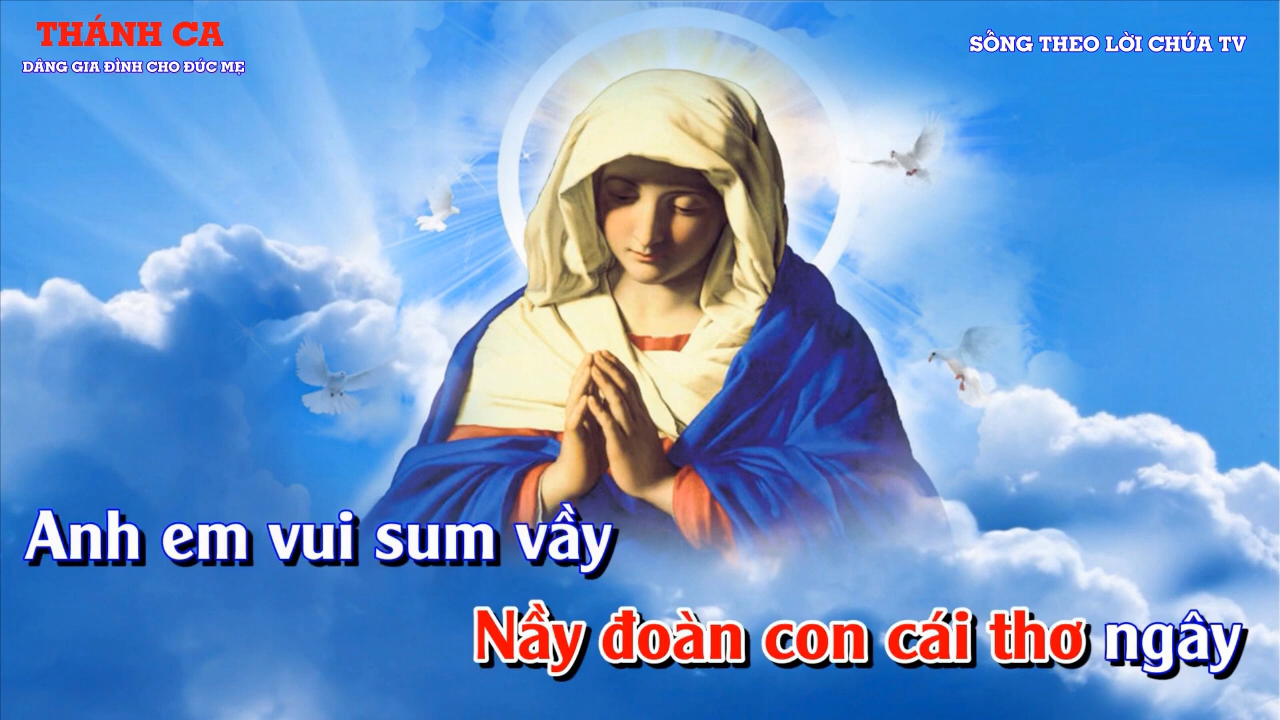 THÁNH CA
DÂNG GIA ĐÌNH CHO ĐỨC MẸ
SỐNG THEO LỜI CHÚA TV
Anh em vui sum vầy
Nầy đoàn con cái thơ ngây